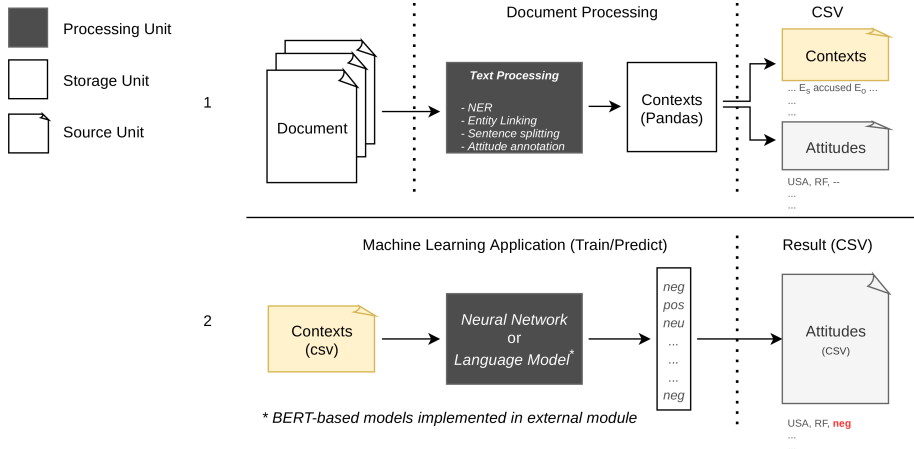 Processing Unit
Storage Unit
Source Unit
1
Document Processing
CSV
Document
Text Processing
- NER
- Entity Linking
- Sentence splitting
- Attitude annotation
Contexts
(Pandas)
Contexts
... Es accused Eo ...
...
...
Attitudes
USA, RF, --
...
...
2
Machine Learning Application (Train/Predict)
Result (CSV)
Contexts
(csv)
Neural Network
or
Language Model*
neg
pos
neu
...
...
...
neg
Attitudes
(CSV)
USA, RF, neg
...
...
* BERT-based models implemented in external module